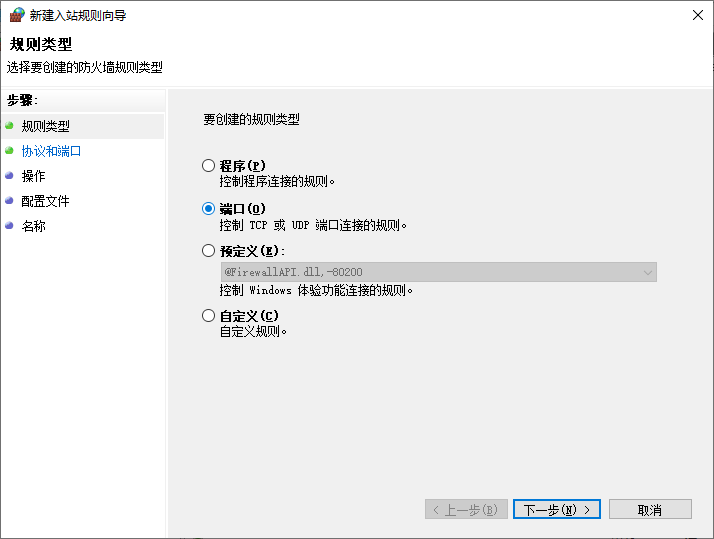 新建入站规则向导
规则类型
选择要创建的防火墙规则类型
步骤:
规则类型
协议和端口
操作
配置文件
名称
要创建的规则类型
程序(P)
控制程序连接的规则。
端口(O)
控制 TCP 或 UDP 端口连接的规则。
预定义(E):
@FirewallAPI.dll,-80200
控制 Windows 体验功能连接的规则。
自定义(C)
自定义规则。
< 上一步(B)
下一步(N) >
取消